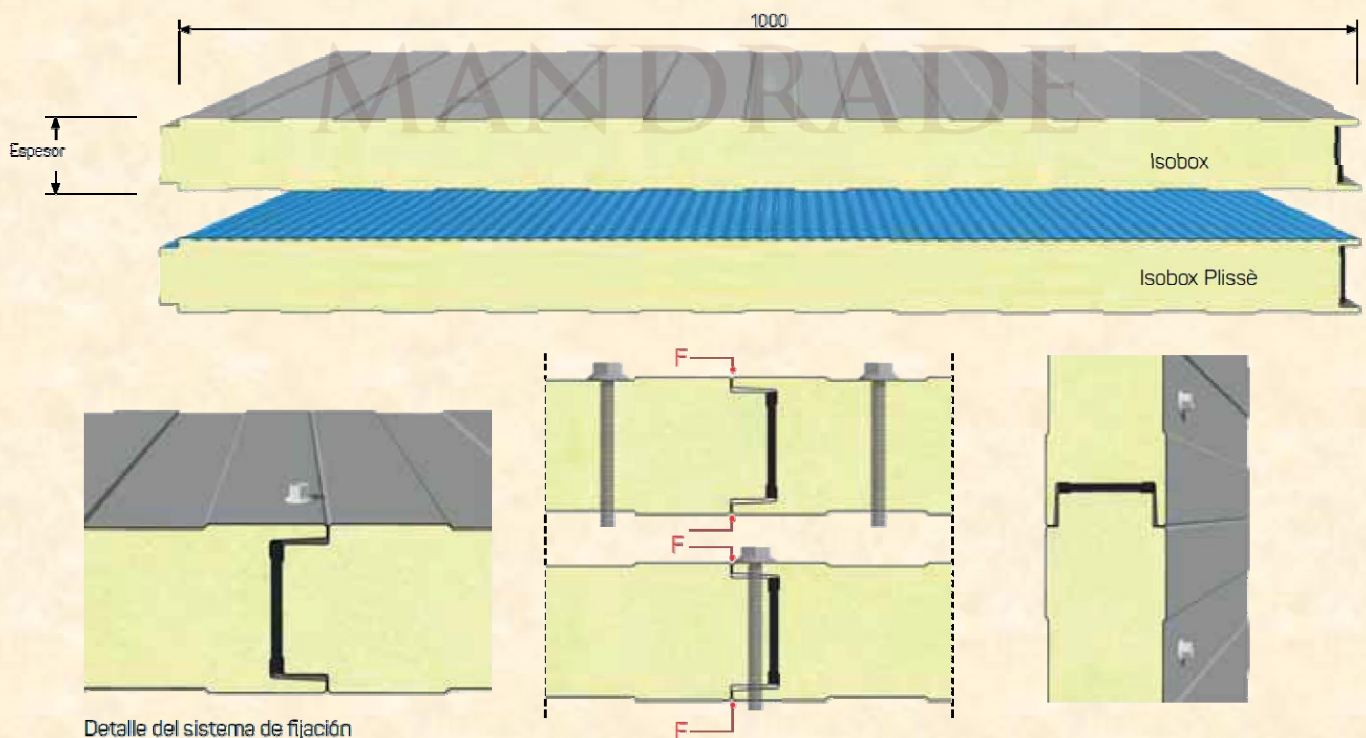 1000
MANDRADE
Espesor
Isobox
Isobox Plissè
F
F
F
Detalle del sistema de fijación